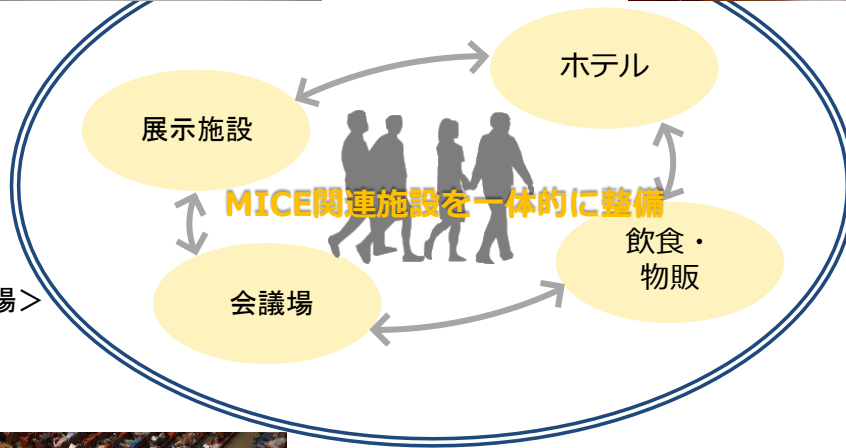 ホテル
展示施設
MICE関連施設を一体的に整備
飲食・
物販
会議場
場＞